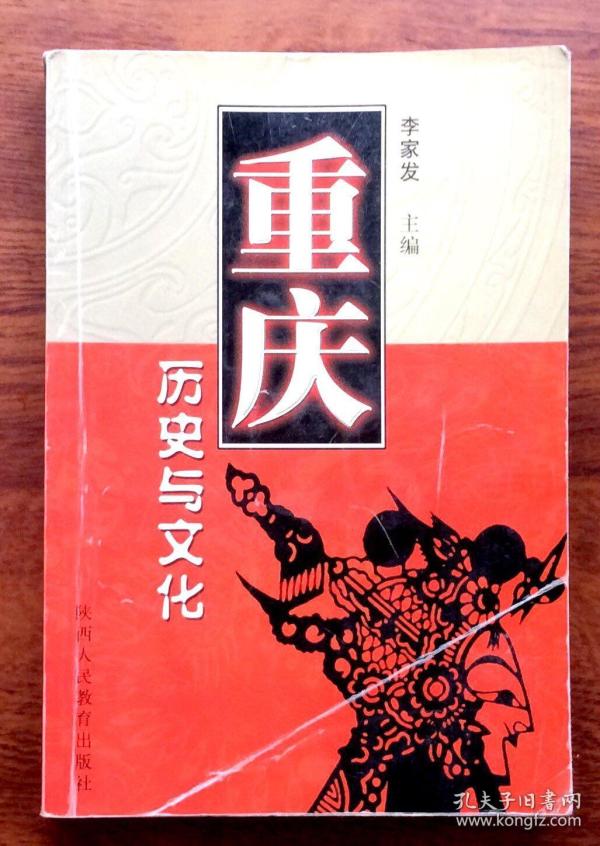 重庆
历史与文化
李家发 主编
陕西人民教育出版社
孔夫子旧書网
www.kongfz.com